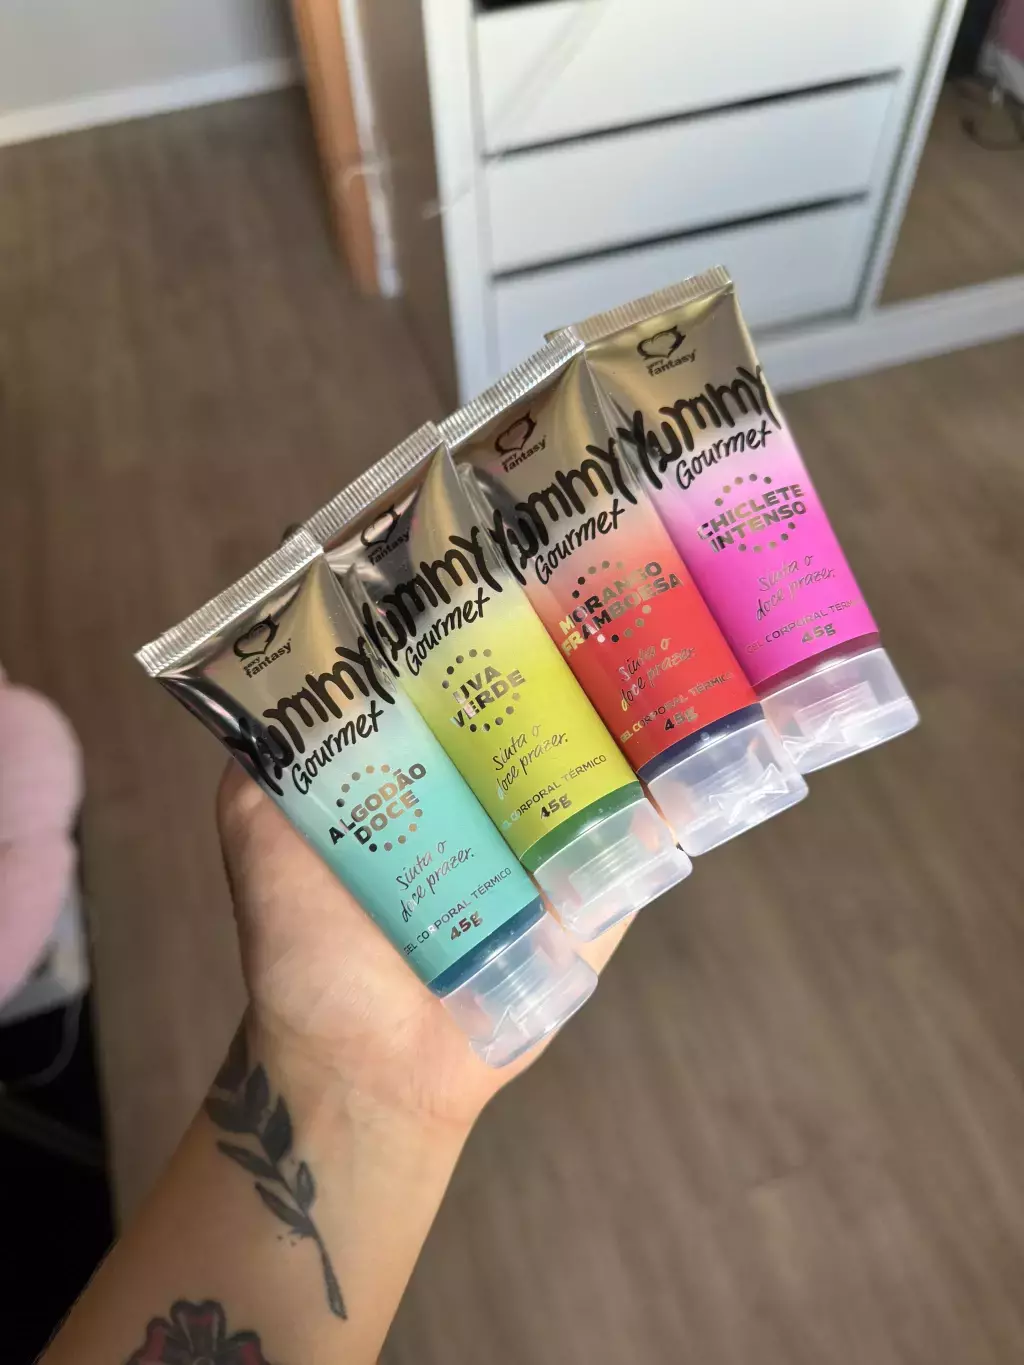 sexy
fantasy
Yummy
Gourmet
ALGODÃO
DOCE
Sinta o
doce prazer.
GEL CORPORAL TÉRMICO
45g
fantasy
Yummy
Gourmet
UVA
VERDE
Sinta o
doce prazer.
GEL CORPORAL TÉRMICO
45g
sexy
fantasy
Yummy
Gourmet
MORANGO
FRAMBOESA
Sinta o
doce prazer.
GEL CORPORAL TÉRMICO
45g
sexy
fantasy
Yummy
Gourmet
CHICLETE
INTENSO
Sinta o
doce prazer.
GEL CORPORAL TÉRM
45g